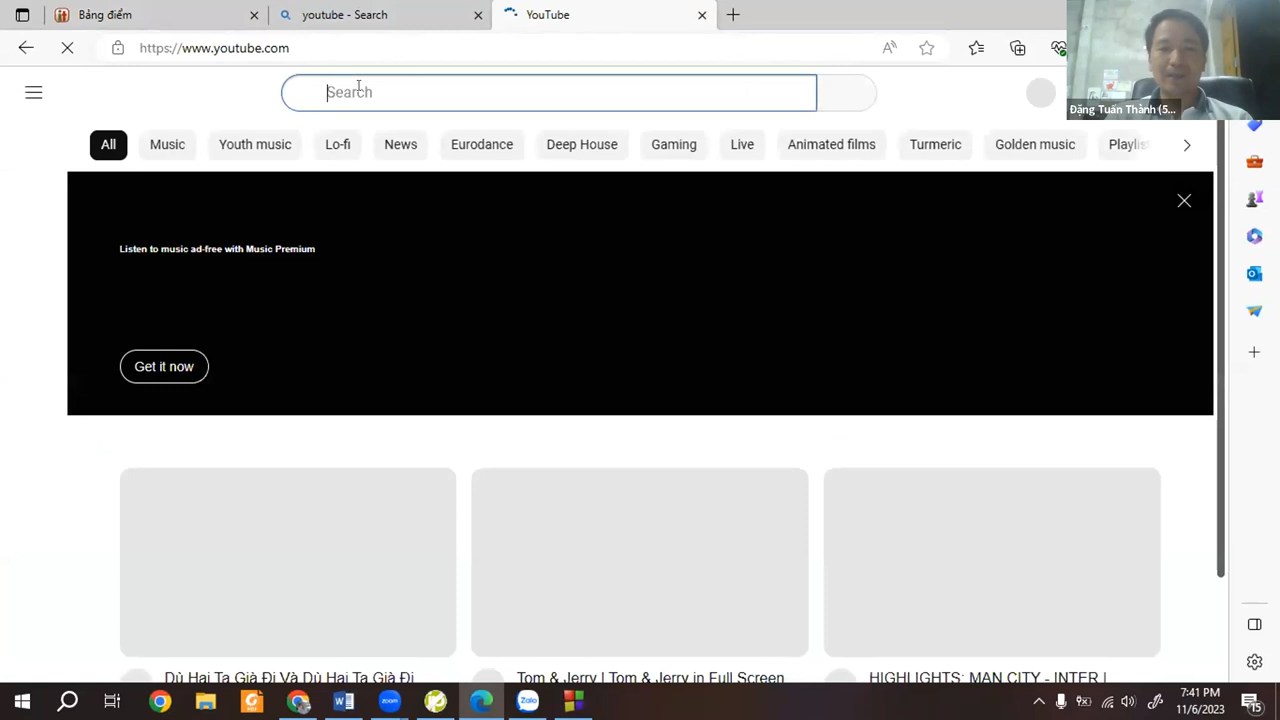 Bảng điểm
youtube - Search
YouTube
https://www.youtube.com
Search
Đặng Tuấn Thành (5...
All
Music
Youth music
Lo-fi
News
Eurodance
Deep House
Gaming
Live
Animated films
Turmeric
Golden music
Playlis
Listen to music ad-free with Music Premium
Get it now
Dù Hai Ta Già Đi Và Dù Hai Ta Già Đi
Tom & Jerry | Tom & Jerry in Full Screen
HIGHLIGHTS: MAN CITY - INTER |
zoom
Zalo
7:41 PM
11/6/2023
15